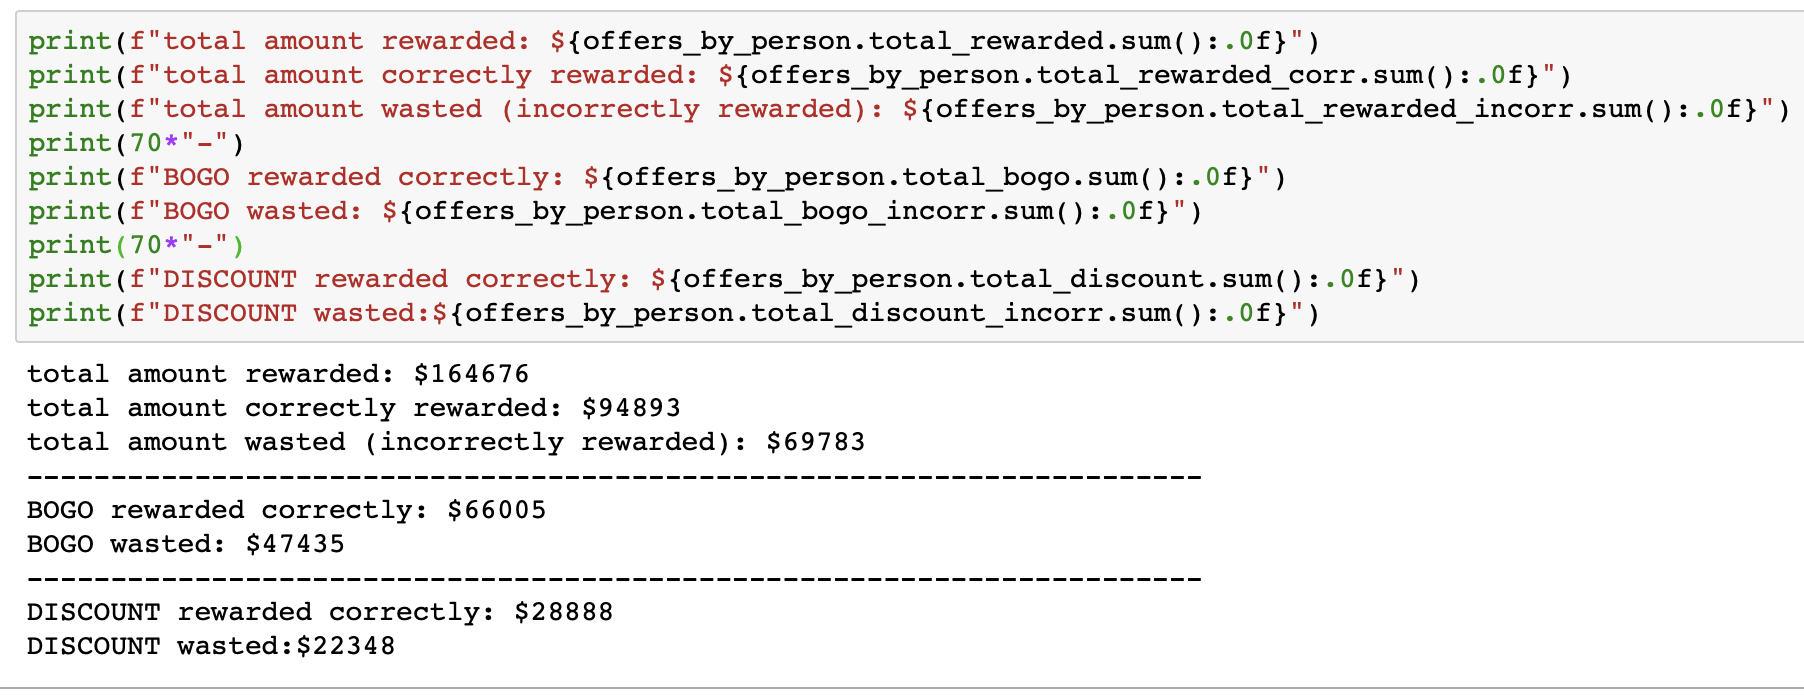 print(f"total amount rewarded: ${offers_by_person.total_rewarded.sum():.0f}")
print(f"total amount correctly rewarded: ${offers_by_person.total_rewarded_corr.sum():.0f}")
print(f"total amount wasted (incorrectly rewarded): ${offers_by_person.total_rewarded_incorr.sum():.0f}")
print(70*"-")
print(f"BOGO rewarded correctly: ${offers_by_person.total_bogo.sum():.0f}")
print(f"BOGO wasted: ${offers_by_person.total_bogo_incorr.sum():.0f}")
print(70*"-")
print(f"DISCOUNT rewarded correctly: ${offers_by_person.total_discount.sum():.0f}")
print(f"DISCOUNT wasted:${offers_by_person.total_discount_incorr.sum():.0f}")
total amount rewarded: $164676
total amount correctly rewarded: $94893
total amount wasted (incorrectly rewarded): $69783
----------------------------------------------------------------------
BOGO rewarded correctly: $66005
BOGO wasted: $47435
----------------------------------------------------------------------
DISCOUNT rewarded correctly: $28888
DISCOUNT wasted:$22348